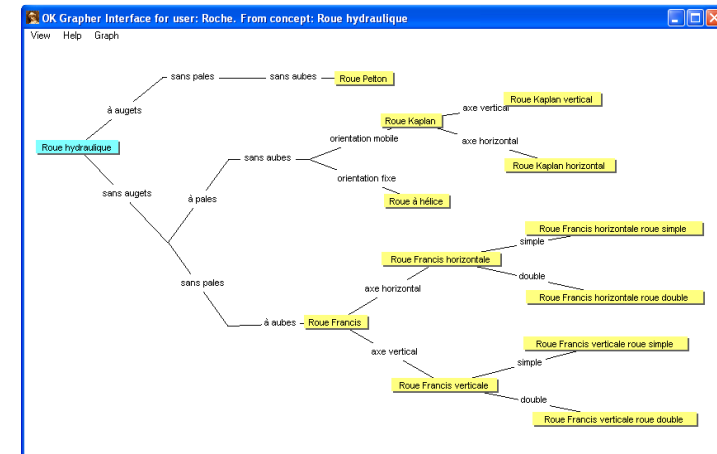 OK Grapher Interface for user: Roche. From concept: Roue hydraulique
View Help Graph
sans pales
sans aubes
Roue Pelton
à augets
Roue hydraulique
sans augets
à pales
sans aubes
orientation mobile
Roue Kaplan
axe vertical
Roue Kaplan vertical
axe horizontal
Roue Kaplan horizontal
orientation fixe
Roue à hélice
sans pales
à aubes
Roue Francis
axe horizontal
Roue Francis horizontale
simple
Roue Francis horizontale roue simple
double
Roue Francis horizontale roue double
axe vertical
Roue Francis verticale
simple
Roue Francis verticale roue simple
double
Roue Francis verticale roue double